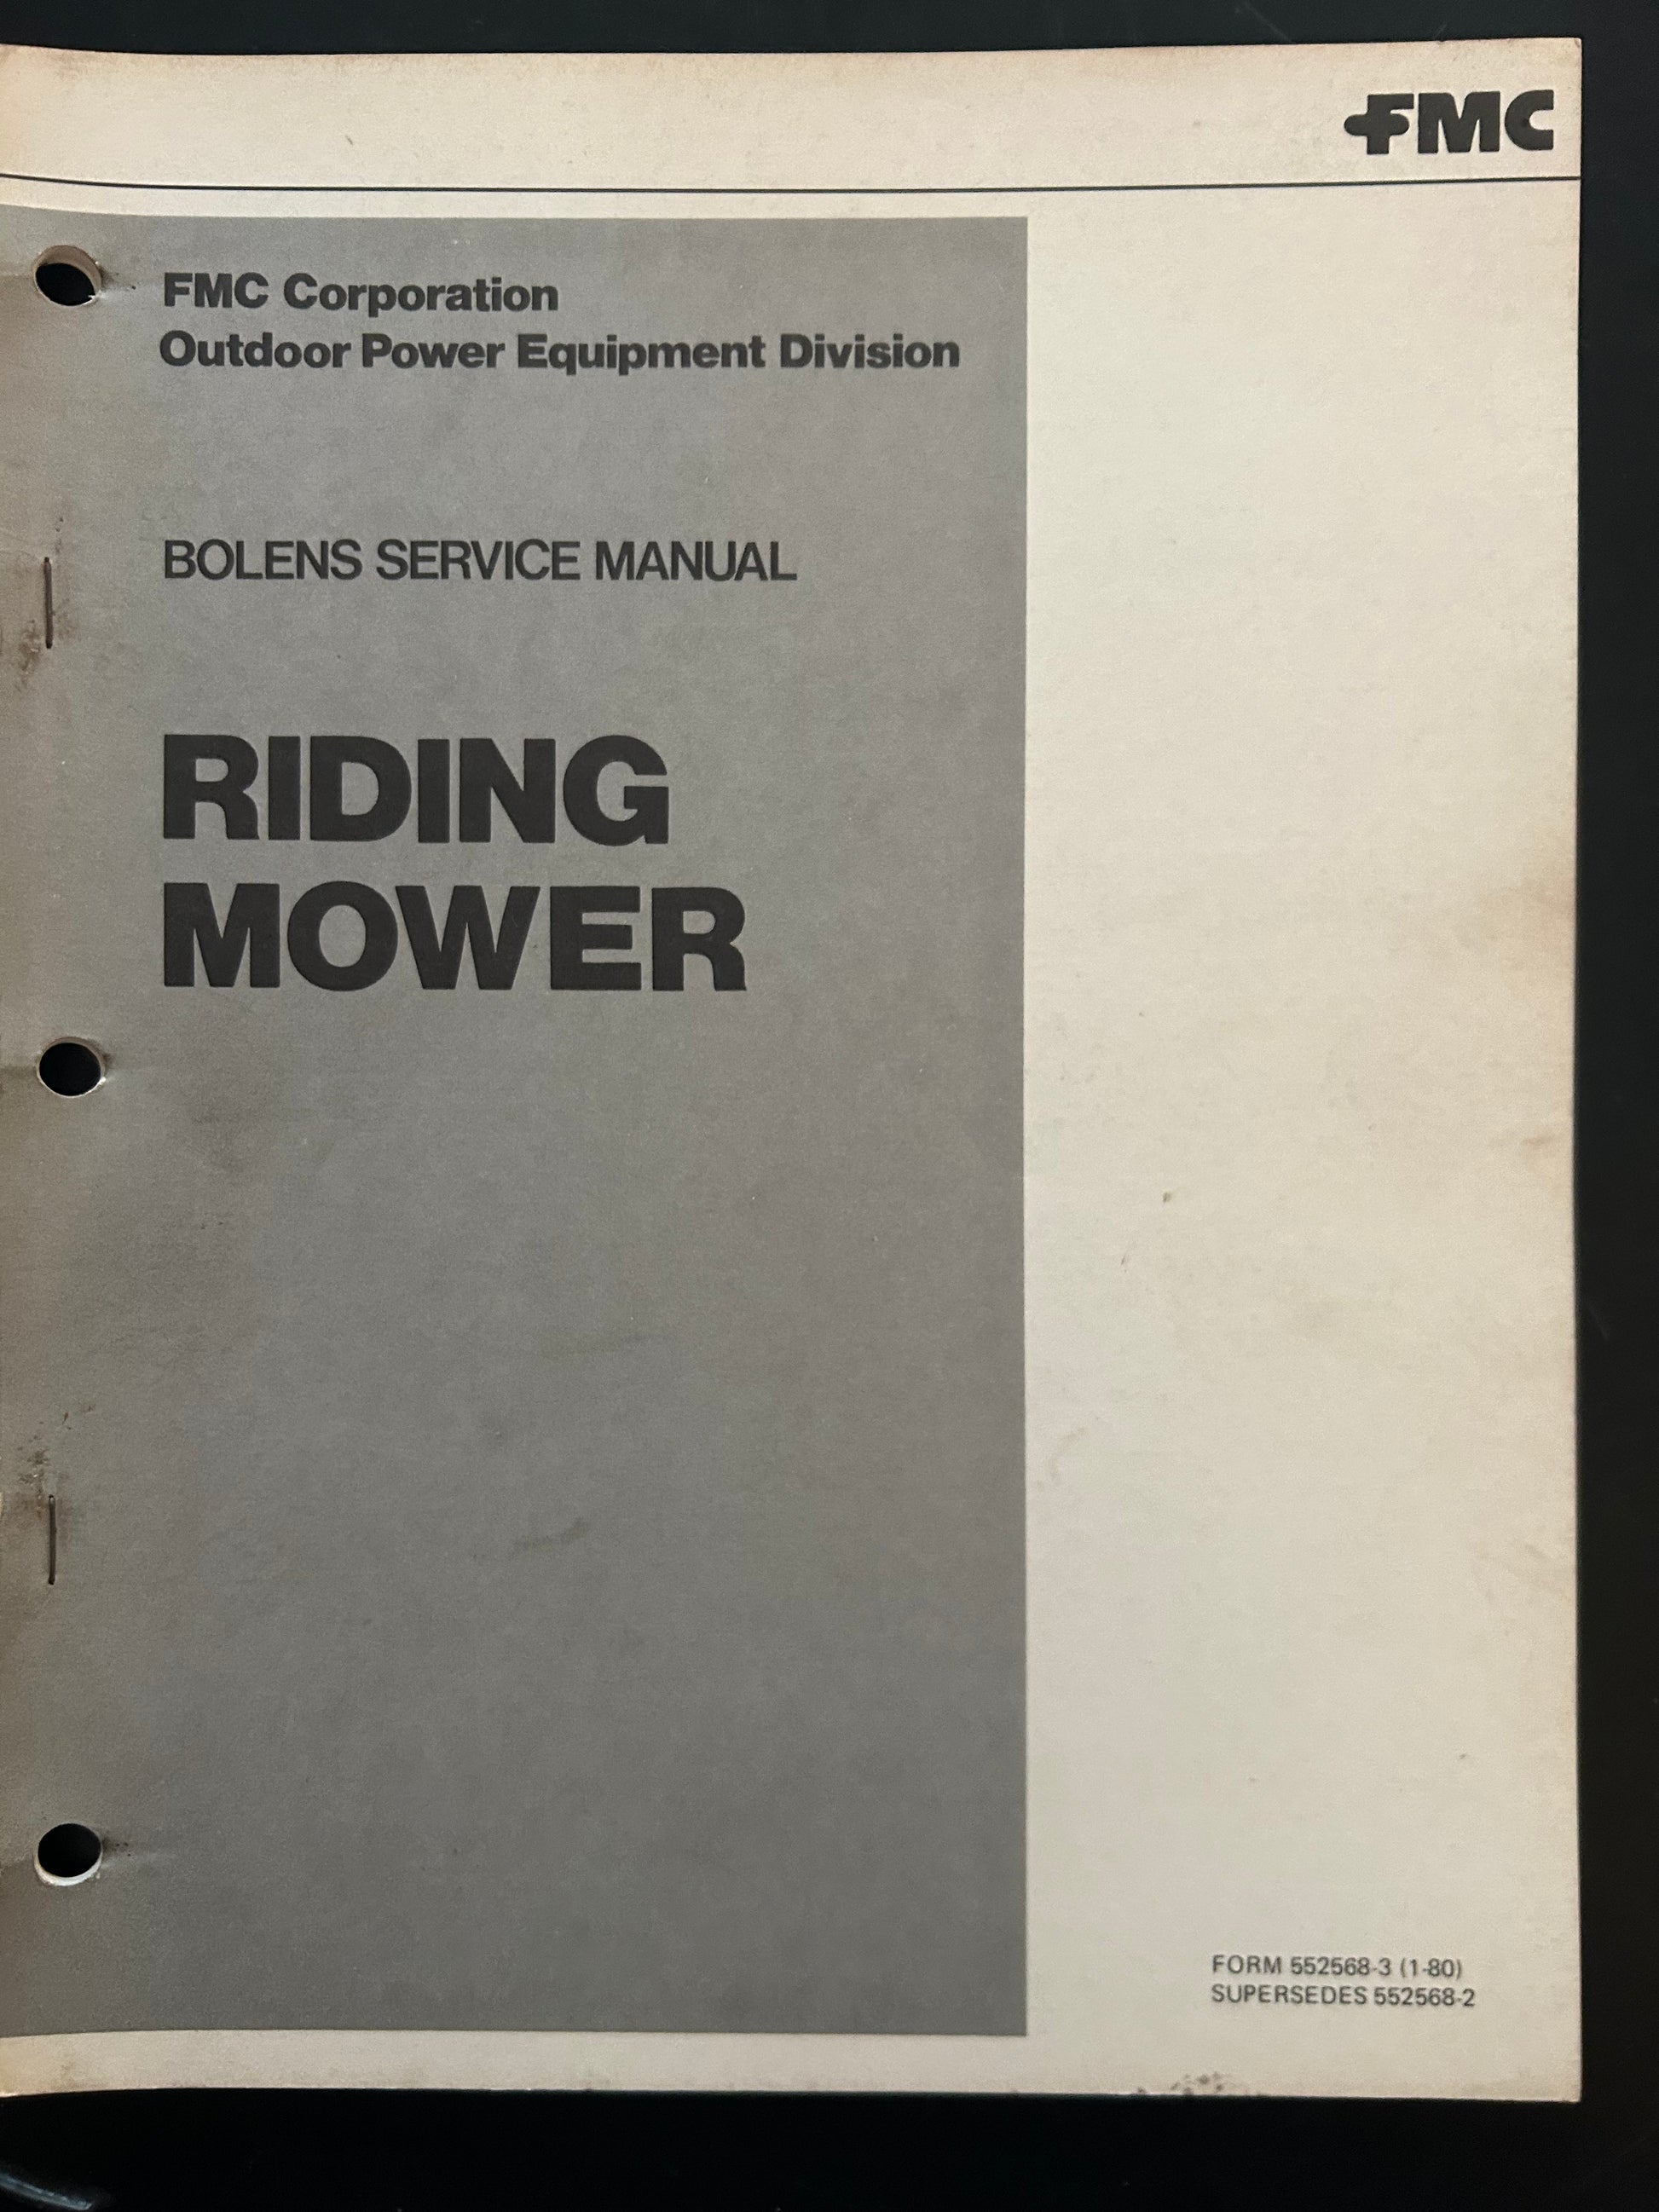 FMC
FMC Corporation
Outdoor Power Equipment Division
BOLENS SERVICE MANUAL
RIDING
MOWER
FORM 552568-3 (1-80)
SUPERSEDES 552568-2